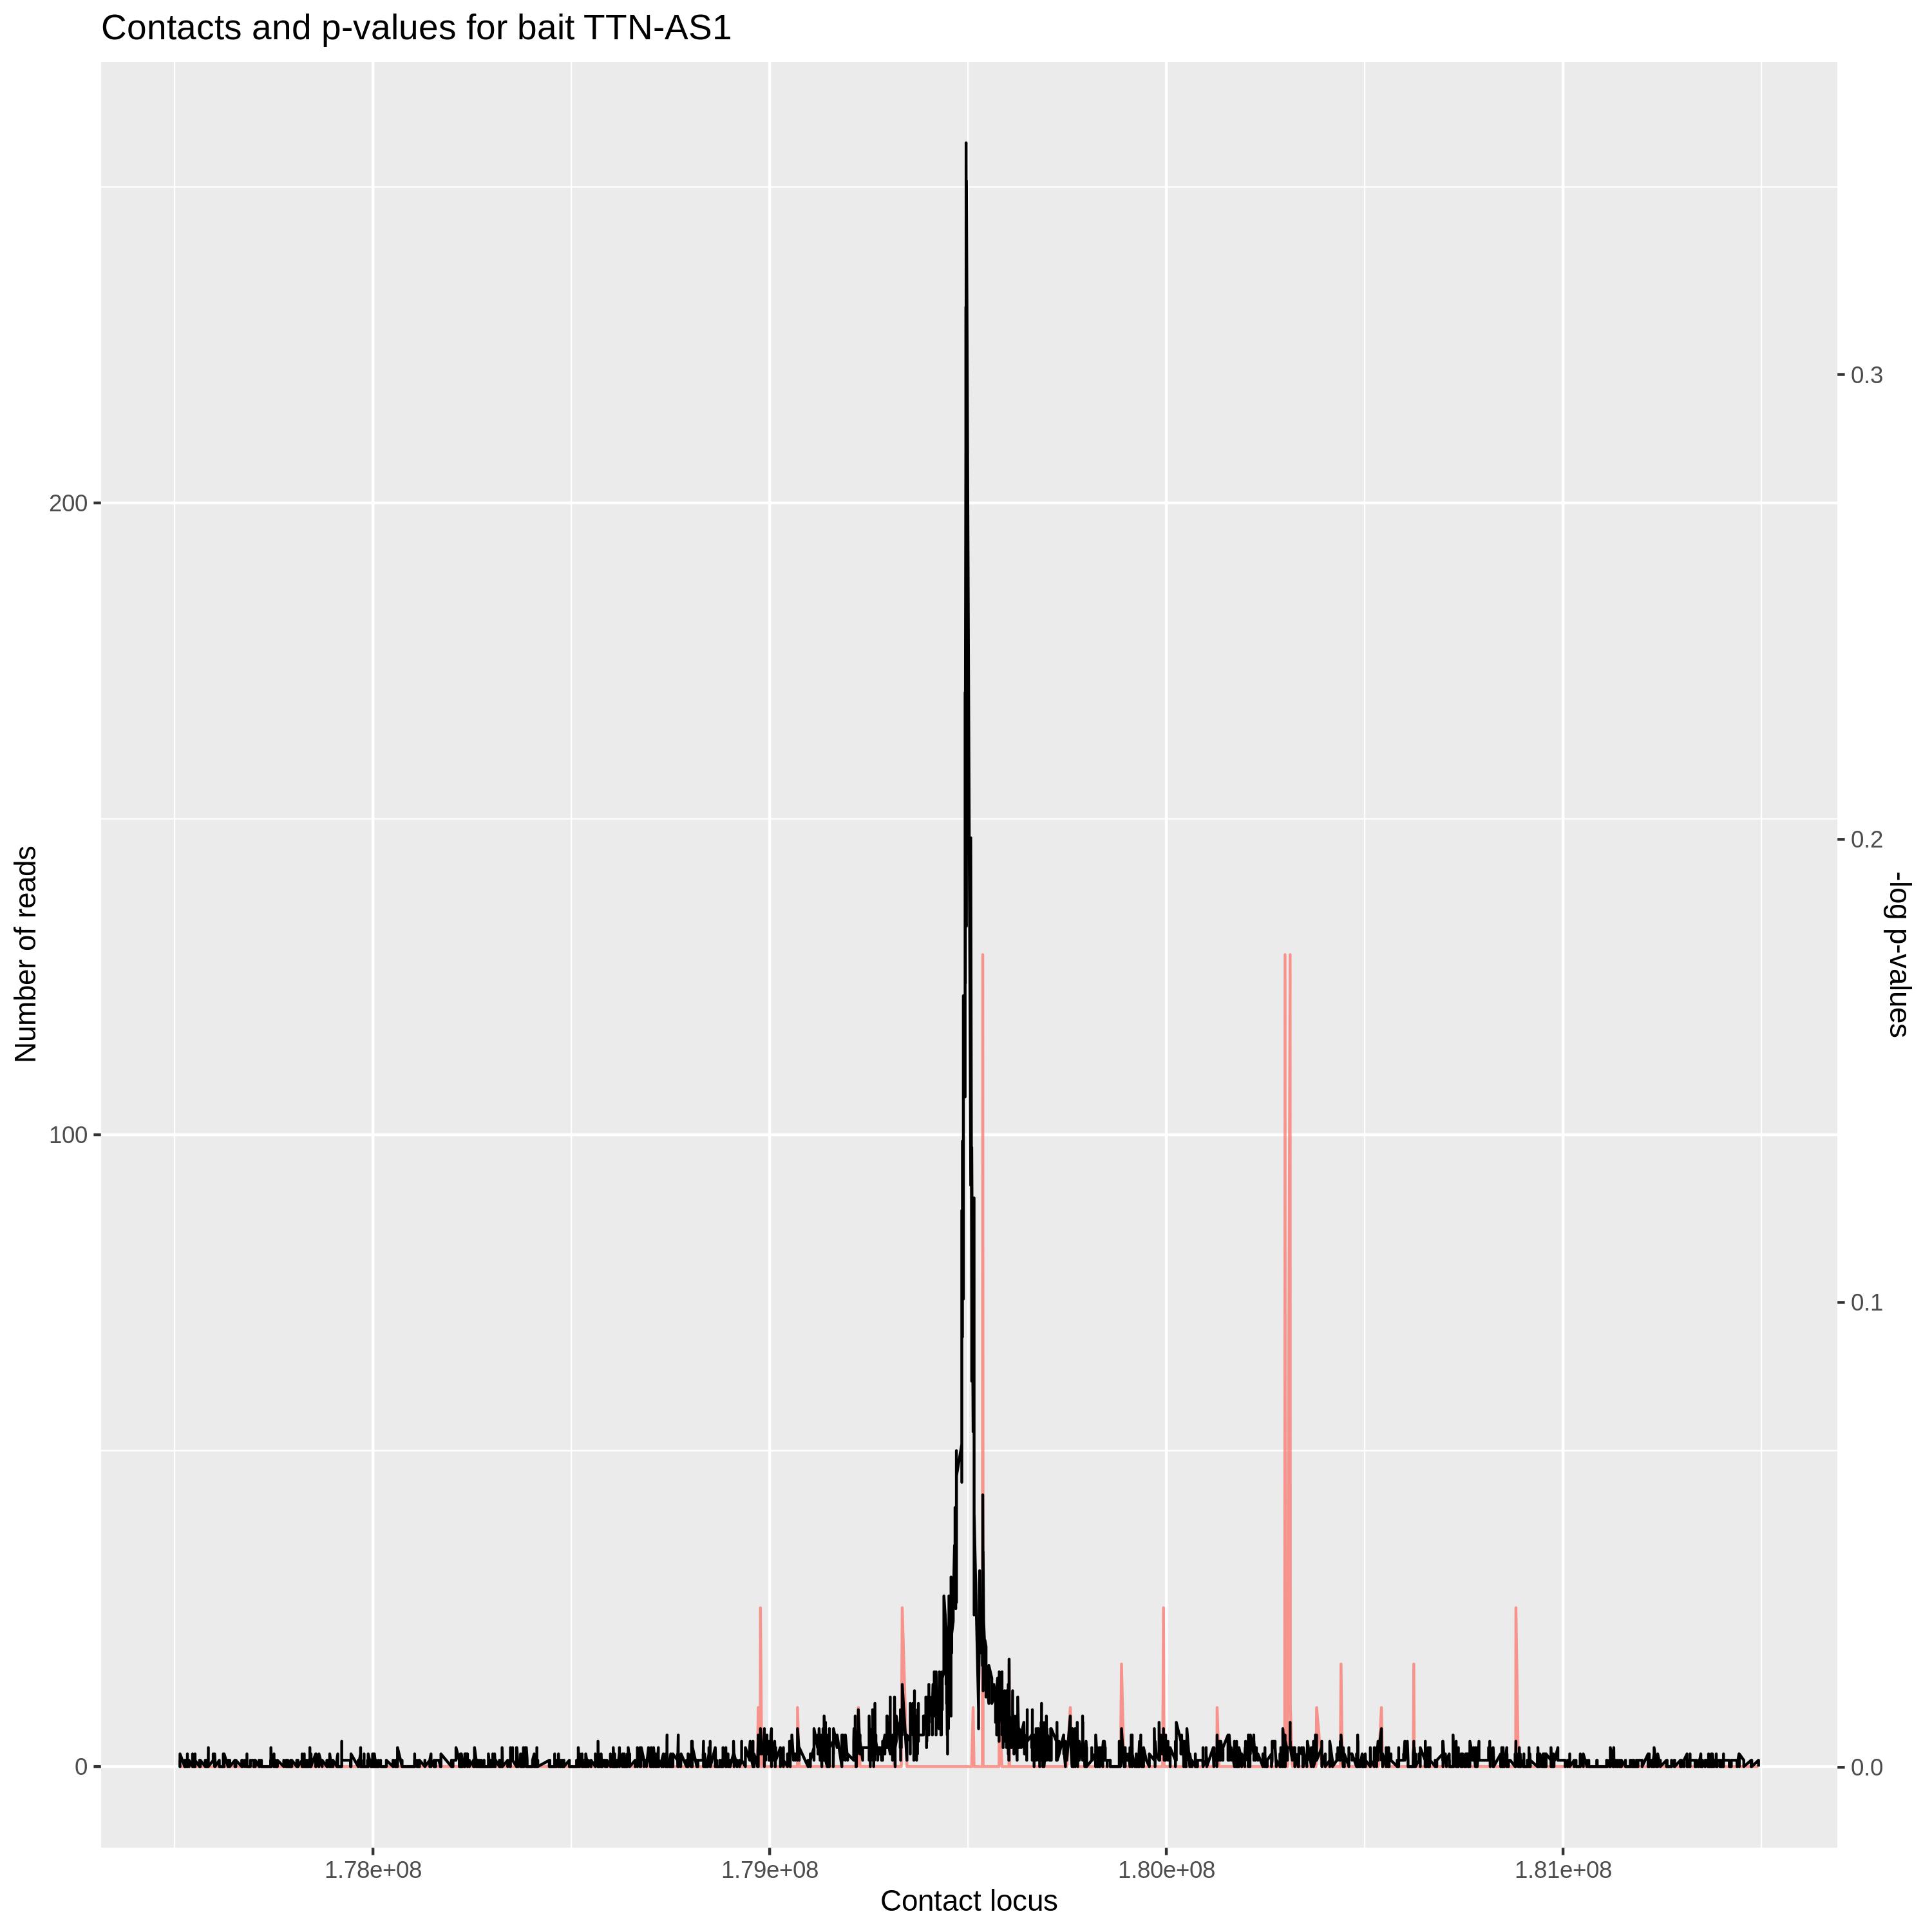 Contacts and p-values for bait TTN-AS1
Number of reads
200
100
0
0.3
0.2
0.1
0.0
-log p-values
1.78e+08
1.79e+08
1.80e+08
1.81e+08
Contact locus